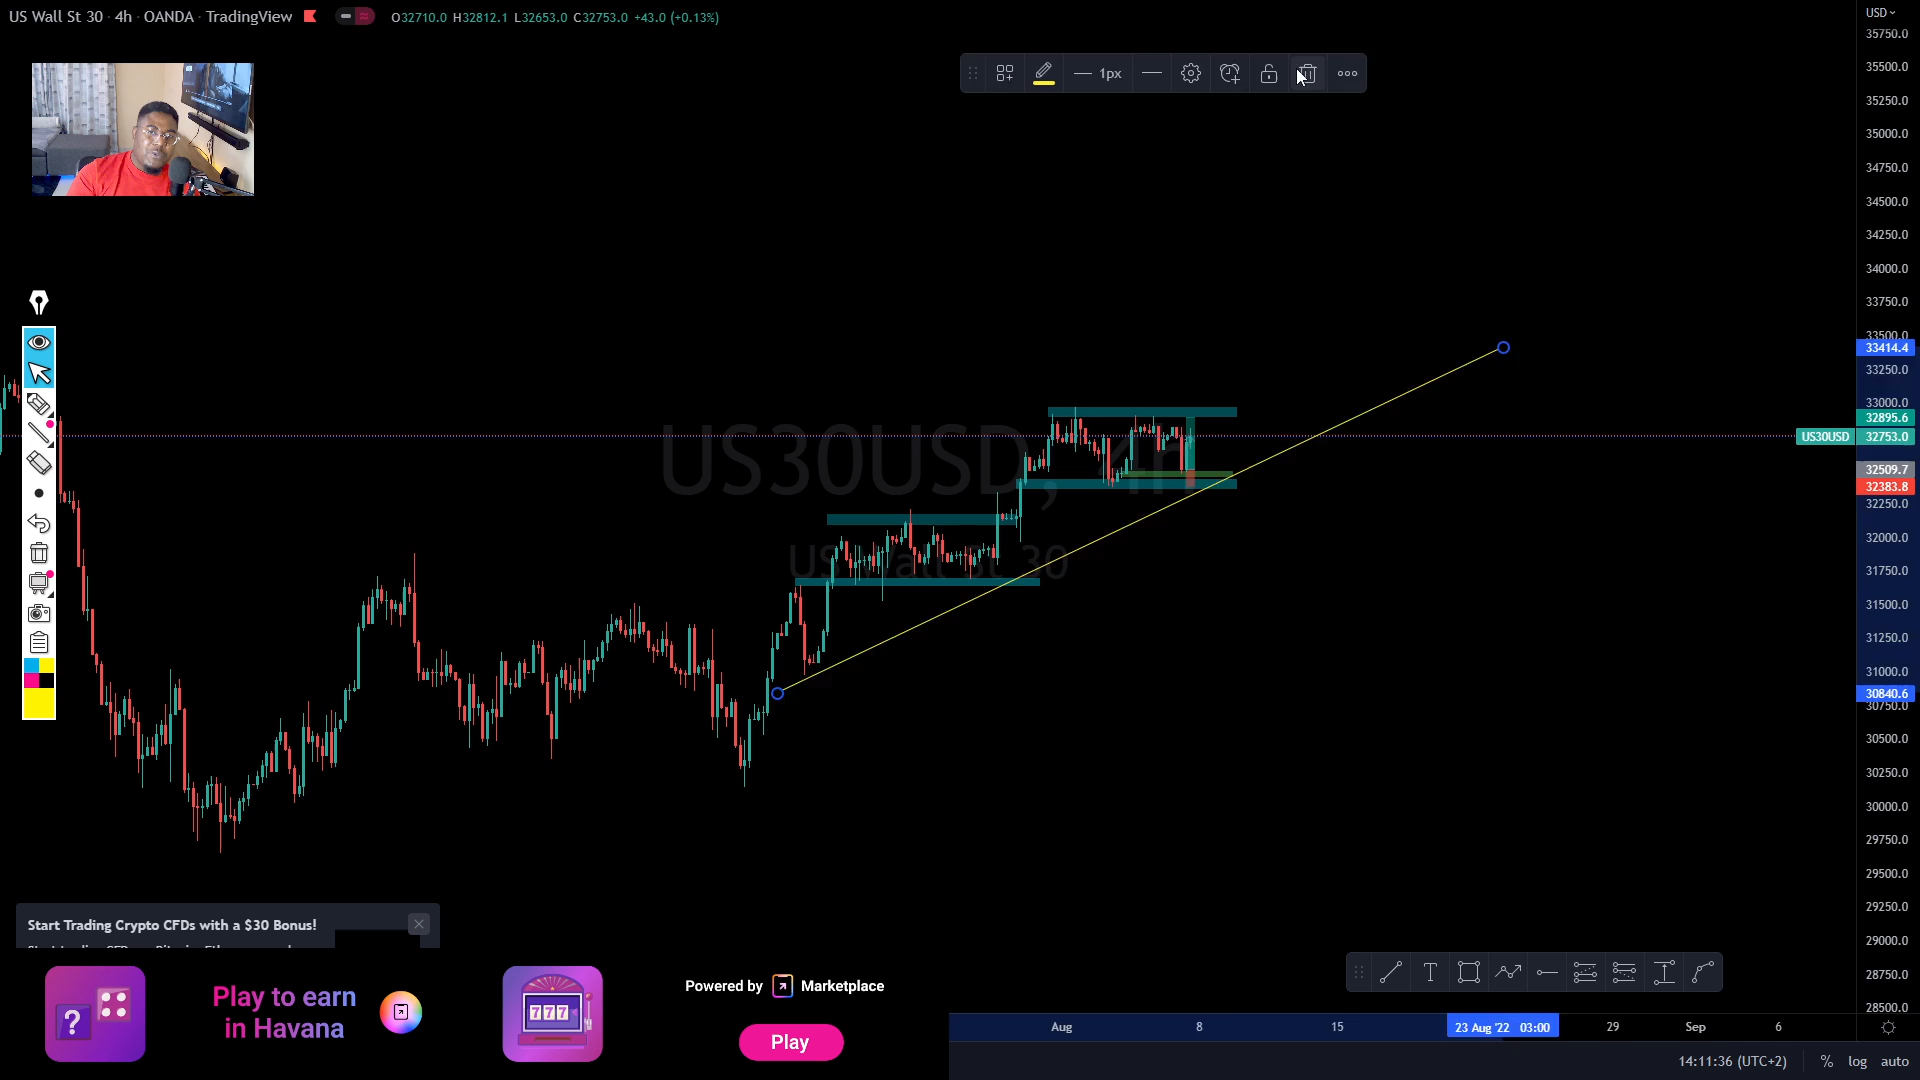 US Wall St 30 · 4h · OANDA · TradingView
O32710.0 H32812.1 L32653.0 C32753.0 +43.0 (+0.13%)
USD
1px
35750.0
35500.0
35250.0
35000.0
34750.0
34500.0
34250.0
34000.0
33750.0
33500.0
33414.4
33250.0
33000.0
32895.6
US30USD 32753.0
32509.7
32383.8
32250.0
32000.0
31750.0
31500.0
31250.0
31000.0
30840.6
30750.0
30500.0
30250.0
30000.0
29750.0
29500.0
29250.0
29000.0
28750.0
28500.0
US30USD, 4h
US Wall St 30
Start Trading Crypto CFDs with a $30 Bonus!
?
Play to earn
in Havana
777
Powered by Marketplace
Play
T
Aug 8 15 23 Aug '22 03:00 29 Sep 6
14:11:36 (UTC+2) % log auto